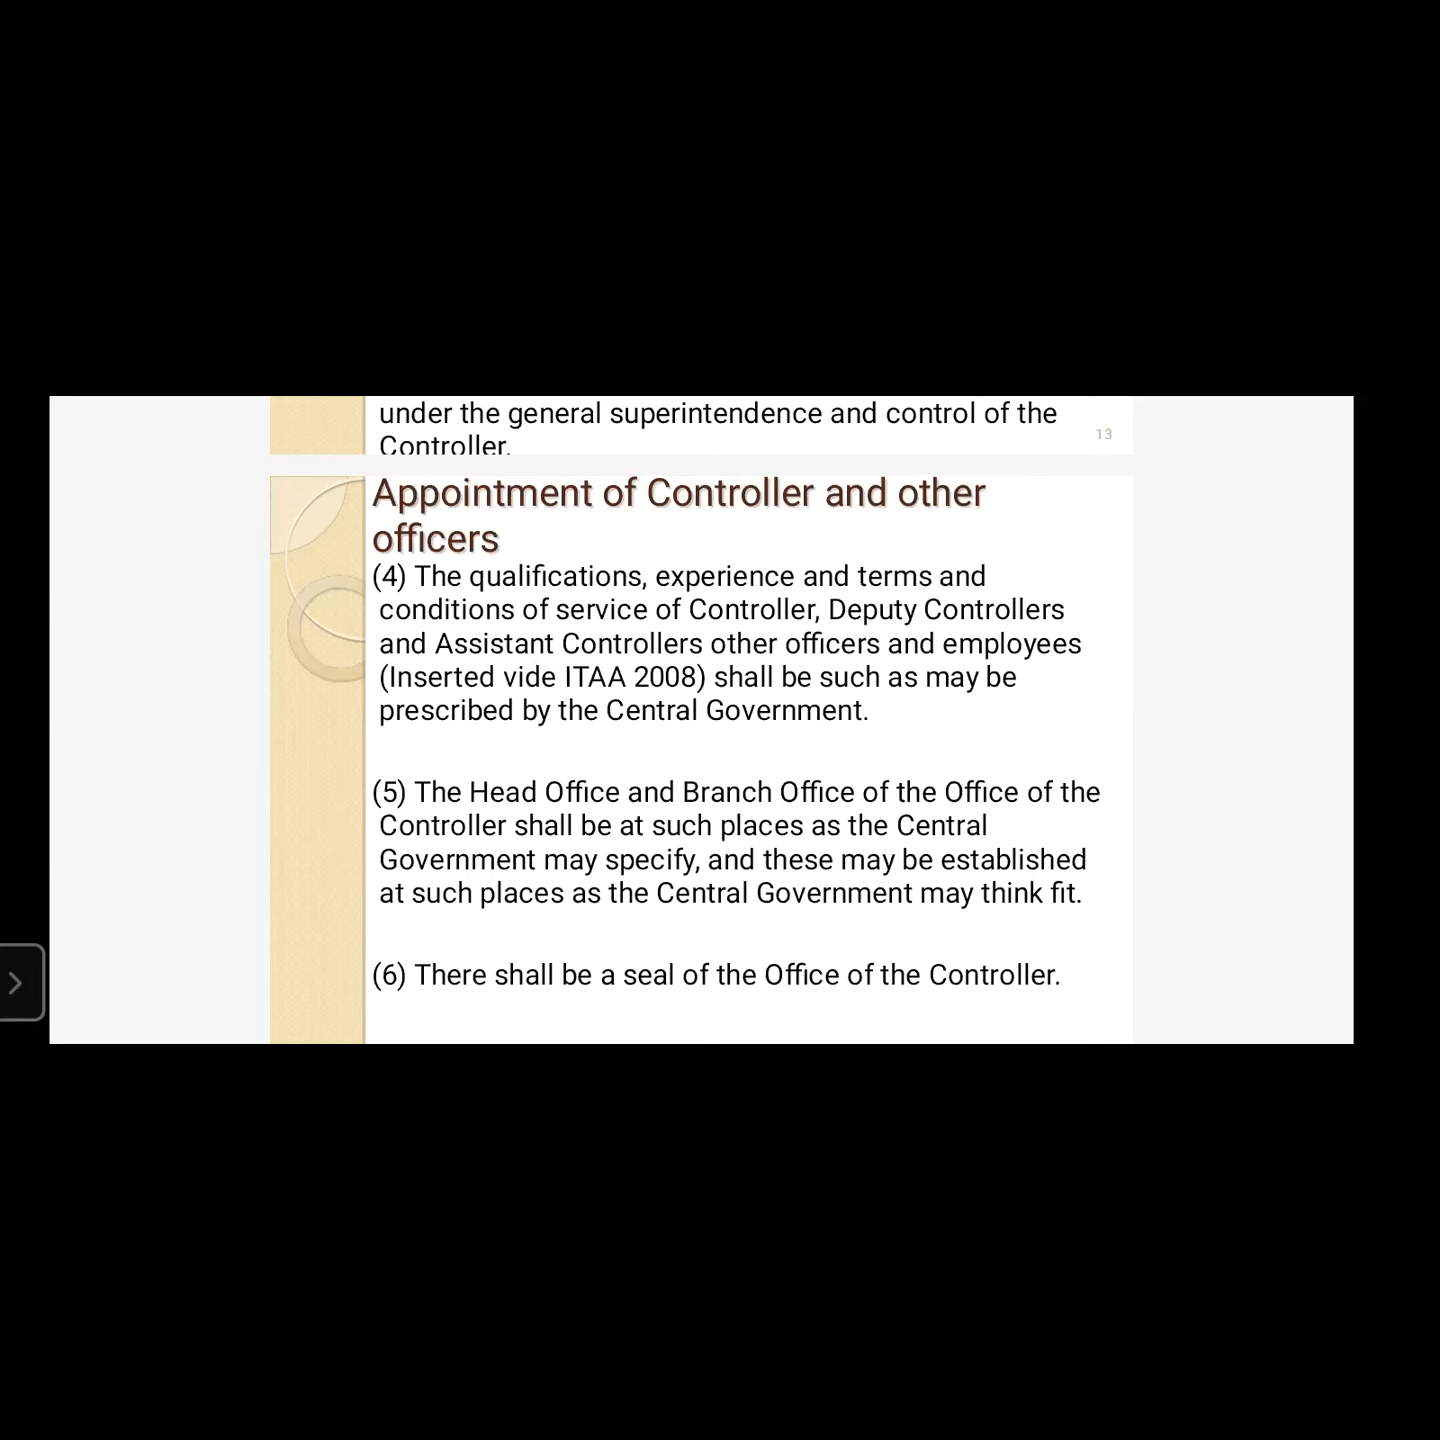 under the general superintendence and control of the
Controller.
13
Appointment of Controller and other
officers
(4) The qualifications, experience and terms and
conditions of service of Controller, Deputy Controllers
and Assistant Controllers other officers and employees
(Inserted vide ITAA 2008) shall be such as may be
prescribed by the Central Government.
(5) The Head Office and Branch Office of the Office of the
Controller shall be at such places as the Central
Government may specify, and these may be established
at such places as the Central Government may think fit.
(6) There shall be a seal of the Office of the Controller.